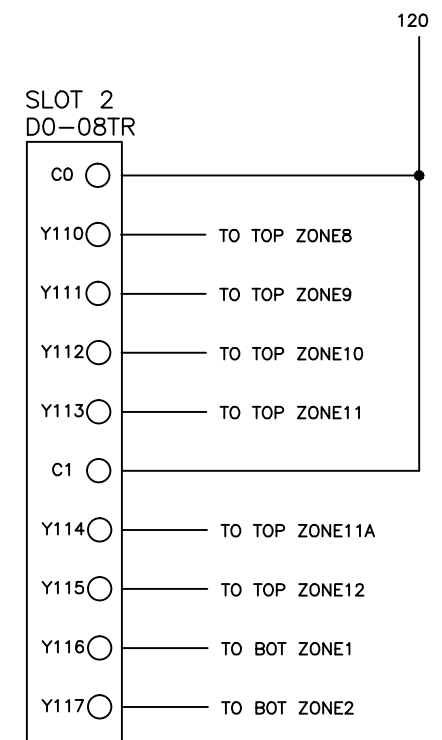 120
SLOT 2
D0-08TR
C0
Y110 TO TOP ZONE8
Y111 TO TOP ZONE9
Y112 TO TOP ZONE10
Y113 TO TOP ZONE11
C1
Y114 TO TOP ZONE11A
Y115 TO TOP ZONE12
Y116 TO BOT ZONE1
Y117 TO BOT ZONE2